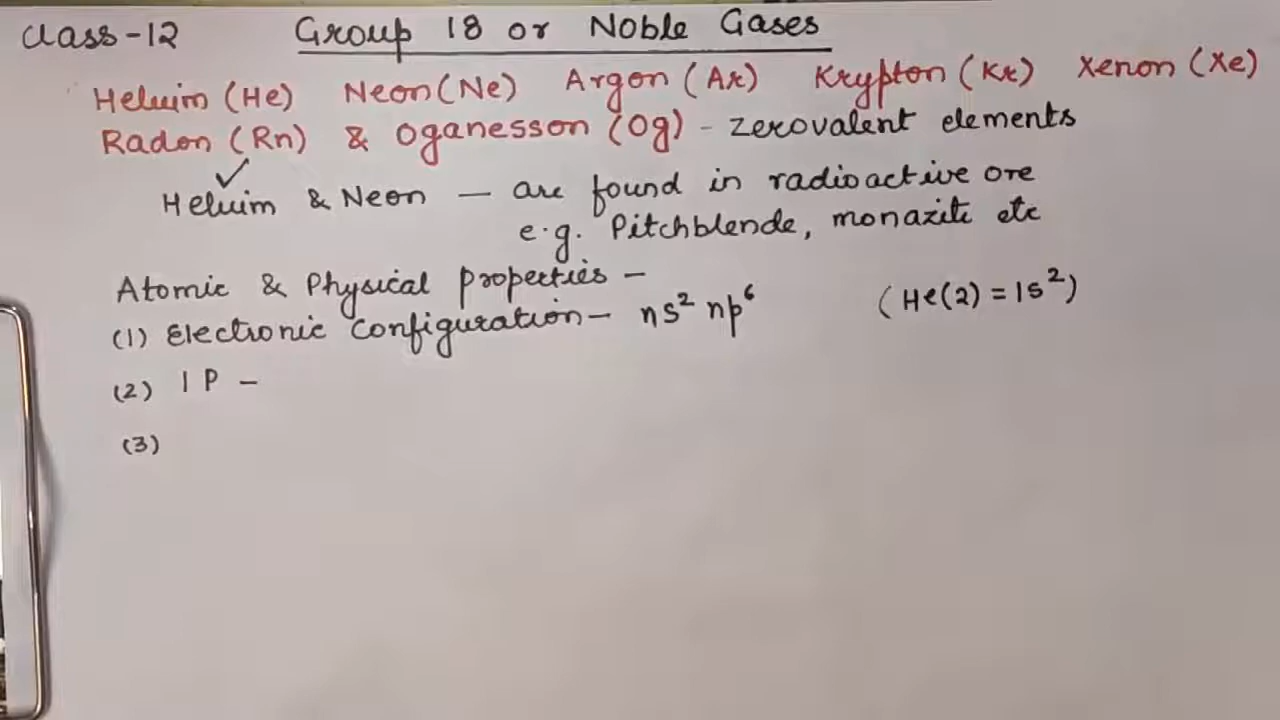 Class-12 Group 18 or Noble Gases
Heluim (He) Neon (Ne) Argon (Ar) Krypton (Kr) Xenon (Xe)
Radon (Rn) & Oganesson (Og) - Zerovalent elements
Heluim & Neon — are found in radioactive ore
e.g. Pitchblende, monazite etc
Atomic & Physical properties –
(1) Electronic Configuration – ns² np⁶ (He(2) = 1s²)
(2) IP –
(3)